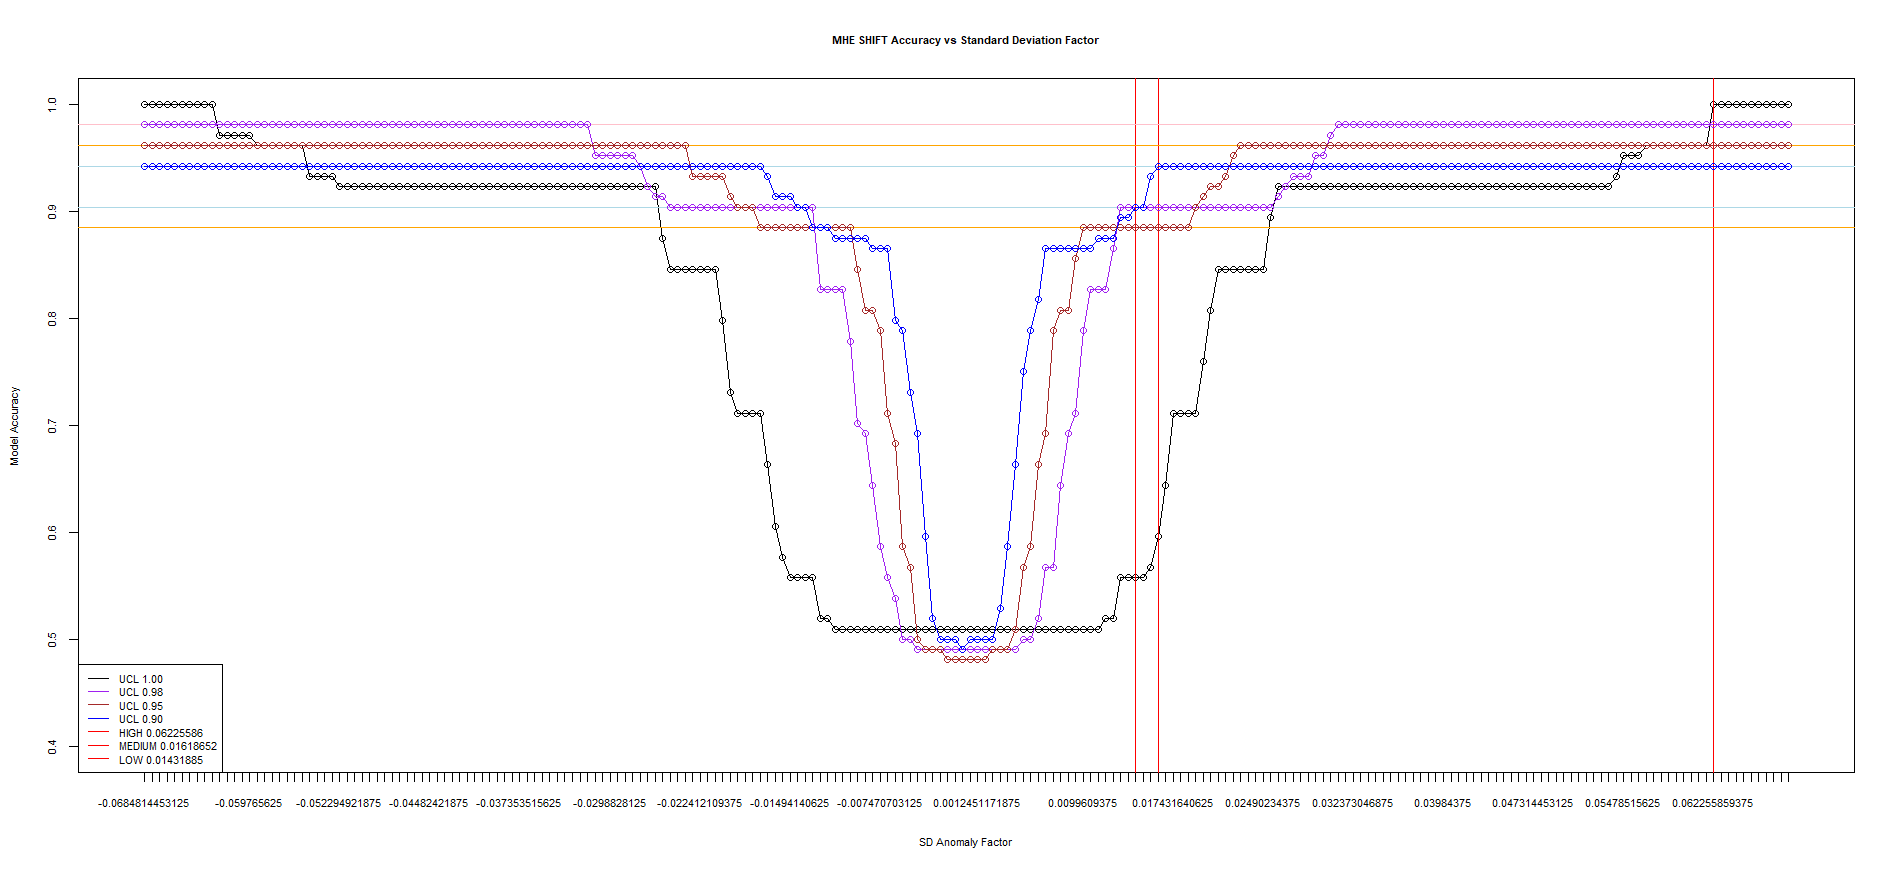 MHE SHIFT Accuracy vs Standard Deviation Factor
1.0
0.9
0.8
0.7
0.6
0.5
0.4
Model Accuracy
UCL 1.00
UCL 0.98
UCL 0.95
UCL 0.90
HIGH 0.06225586
MEDIUM 0.01618652
LOW 0.01431885
-0.0684814453125 -0.059765625 -0.052294921875 -0.04482421875 -0.037353515625 -0.0298828125 -0.022412109375 -0.01494140625 -0.007470703125 0.0012451171875 0.0099609375 0.017431640625 0.02490234375 0.032373046875 0.03984375 0.047314453125 0.05478515625 0.062255859375
SD Anomaly Factor